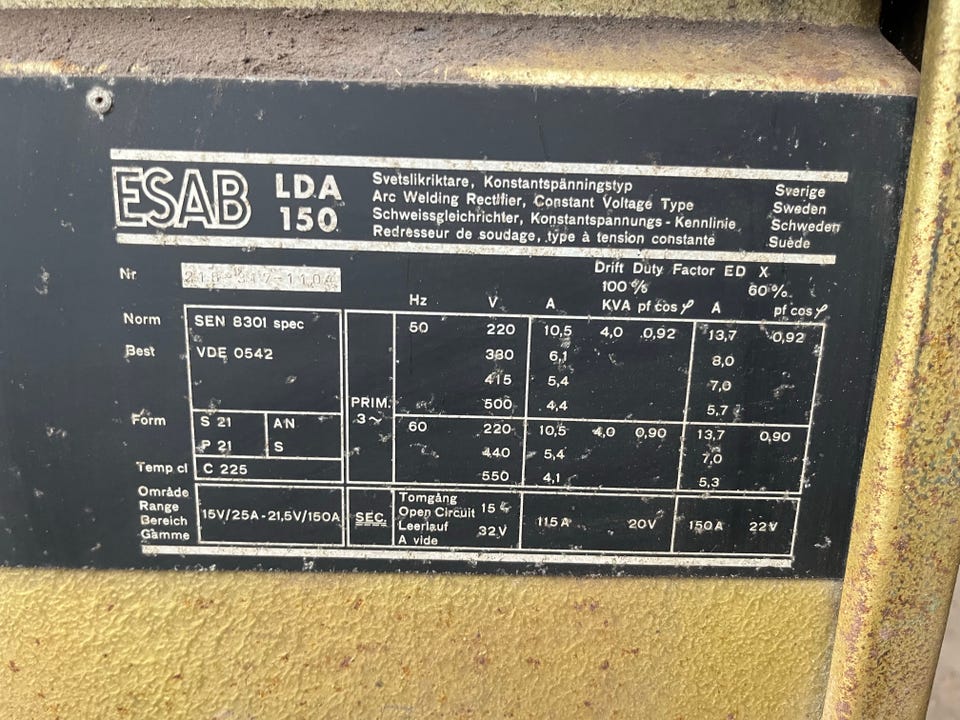 ESAB LDA 150
Svetslikriktare, Konstantspänningstyp Sverige
Arc Welding Rectifier, Constant Voltage Type Sweden
Schweissgleichrichter, Konstantspannungs - Kennlinie Schweden
Redresseur de soudage, type à tension constante Suède
Nr
Drift Duty Factor ED X
100 % 60 %
Hz V A KVA pf cos φ A pf cos φ
Norm SEN 8301 spec
Best VDE 0542
Form S 21 AN
P 21 S
Temp cl C 225
PRIM. 3~
50 220 10,5 4,0 0,92 13,7 0,92
380 6,1 8,0
415 5,4 7,0
500 4,4 5,7
60 220 10,5 4,0 0,90 13,7 0,90
440 5,4 7,0
550 4,1 5,3
Område
Range
Bereich
Gamme
15V/25A - 21,5V/150A
SEC.
Tomgång
Open Circuit 15
Leerlauf
A vide 32V
115A 20V 150A 22V